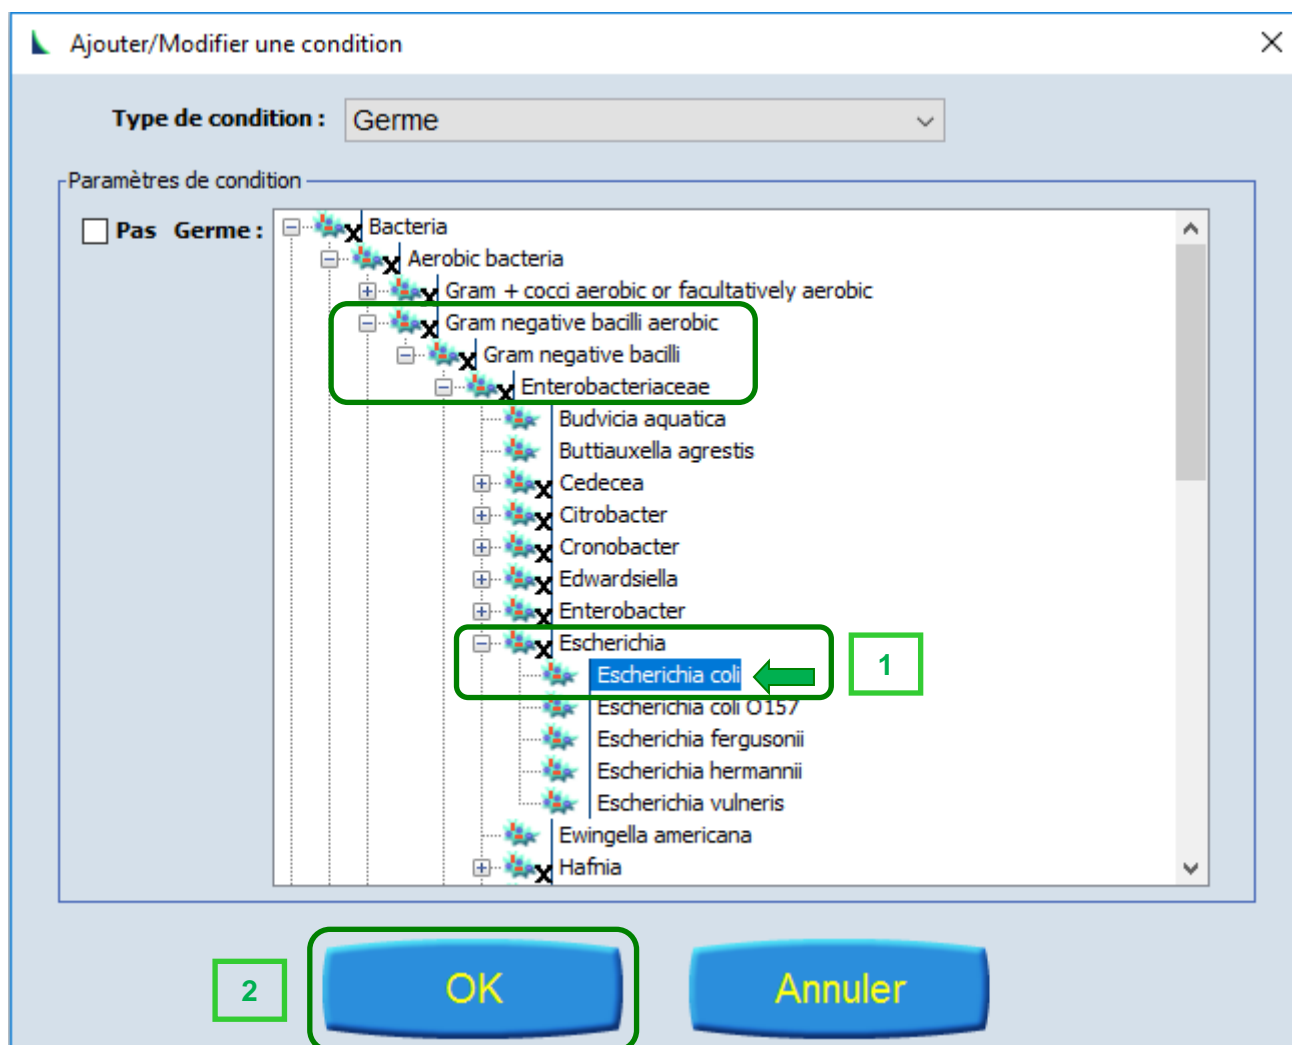 Ajouter/Modifier une condition
Type de condition : Germe
Paramètres de condition
Pas Germe : Bacteria
Aerobic bacteria
Gram + cocci aerobic or facultatively aerobic
Gram negative bacilli aerobic
Gram negative bacilli
Enterobacteriaceae
Budvicia aquatica
Buttiauxella agrestis
Cedecea
Citrobacter
Cronobacter
Edwardsiella
Enterobacter
Escherichia
Escherichia coli 1
Escherichia coli O157
Escherichia fergusonii
Escherichia hermannii
Escherichia vulneris
Ewingella americana
Hafnia
2 OK Annuler